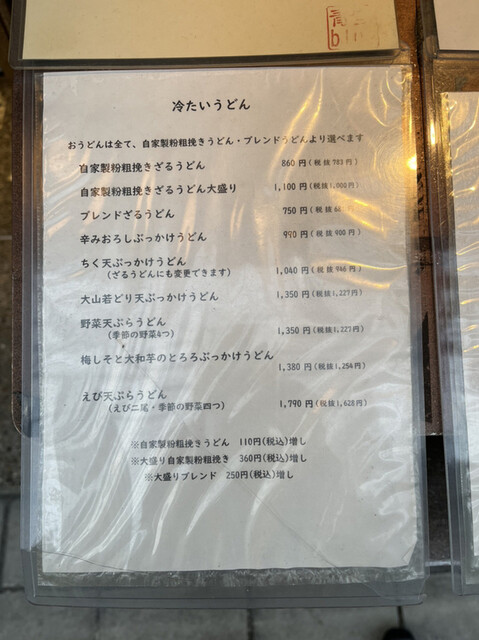 冷たいうどん
おうどんは全て、自家製粉粗挽きうどん・ブレンドうどんより選べます
自家製粉粗挽きざるうどん 860円(税抜783円)
自家製粉粗挽きざるうどん大盛り 1,100円(税抜1,000円)
ブレンドざるうどん 750円(税抜
辛みおろしぶっかけうどん 990円(税抜900円)
ちく天ぶっかけうどん 1,040円(税抜946円)
(ざるうどんにも変更できます)
大山若どり天ぶっかけうどん 1,350円(税抜1,227円)
野菜天ぷらうどん 1,350円(税抜1,227円)
(季節の野菜4つ)
梅しそと大和芋のとろろぶっかけうどん 1,380円(税抜1,254円)
えび天ぷらうどん 1,790円(税抜1,628円)
(えび二尾・季節の野菜四つ)
※自家製粉粗挽きうどん 110円(税込)増し
※大盛り自家製粉粗挽き 360円(税込)増し
※大盛りブレンド 250円(税込)増し